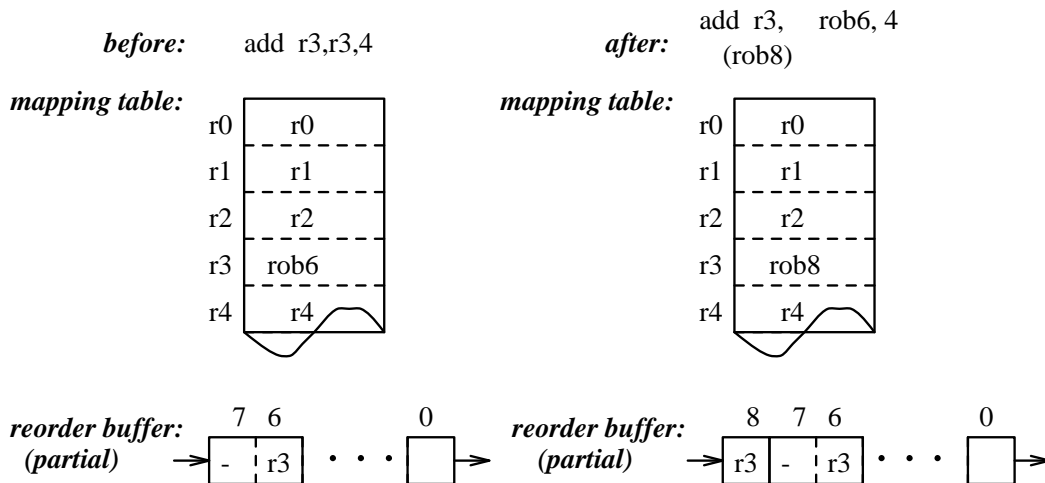 before: add r3,r3,4
mapping table:
r0 r0
r1 r1
r2 r2
r3 rob6
r4 r4
7 6 0
reorder buffer:
(partial) - r3 . . .
after: add r3, rob6, 4
(rob8)
mapping table:
r0 r0
r1 r1
r2 r2
r3 rob8
r4 r4
8 7 6 0
reorder buffer:
(partial) r3 - r3 . . .